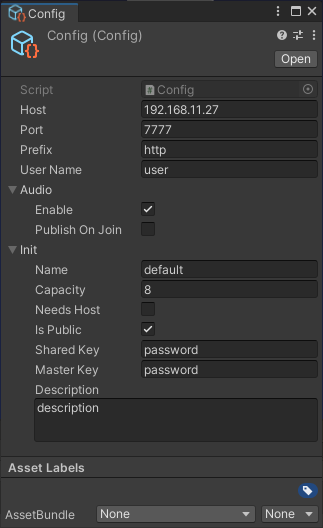 Config
Config (Config)
Open
Script Config
Host 192.168.11.27
Port 7777
Prefix http
User Name user
Audio
Enable
Publish On Join
Init
Name default
Capacity 8
Needs Host
Is Public
Shared Key password
Master Key password
Description
description
Asset Labels
AssetBundle None None